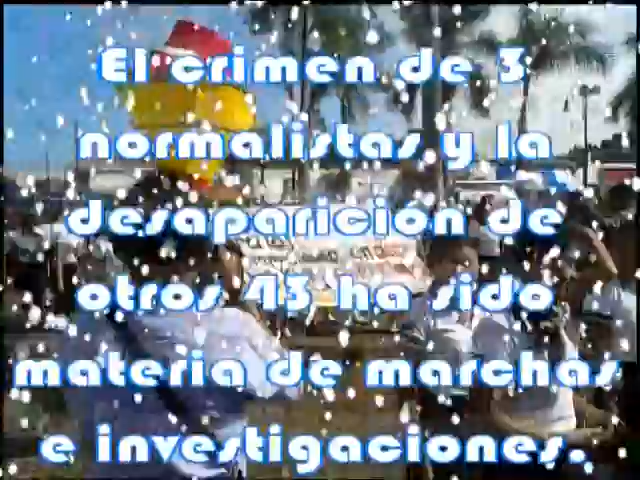 El crimen de 3
normalistas y la
desaparición de
otros 43 ha sido
materia de marchas
e investigaciones.